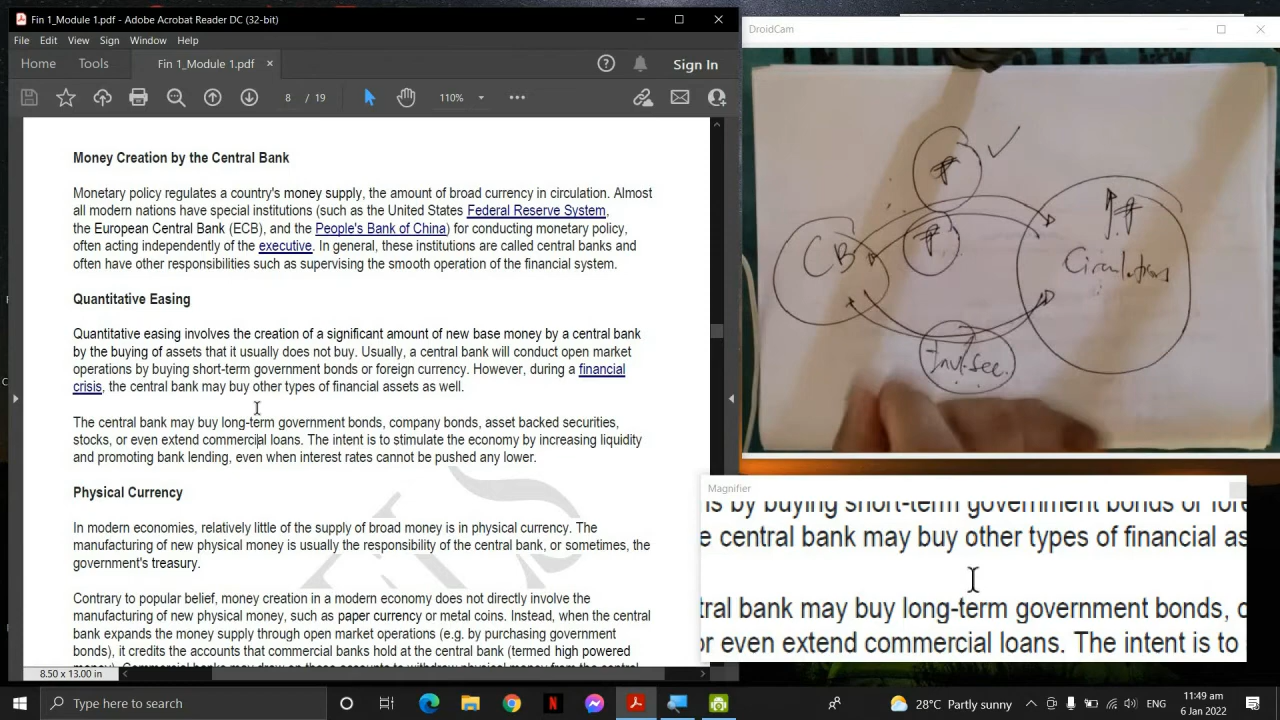 Fin 1_Module 1.pdf - Adobe Acrobat Reader DC (32-bit)
File Edit View Sign Window Help
Home Tools Fin 1_Module 1.pdf Sign In
8 / 19 110%
Money Creation by the Central Bank
Monetary policy regulates a country's money supply, the amount of broad currency in circulation. Almost
all modern nations have special institutions (such as the United States Federal Reserve System,
the European Central Bank (ECB), and the People's Bank of China) for conducting monetary policy,
often acting independently of the executive. In general, these institutions are called central banks and
often have other responsibilities such as supervising the smooth operation of the financial system.
Quantitative Easing
Quantitative easing involves the creation of a significant amount of new base money by a central bank
by the buying of assets that it usually does not buy. Usually, a central bank will conduct open market
operations by buying short-term government bonds or foreign currency. However, during a financial
crisis, the central bank may buy other types of financial assets as well.
The central bank may buy long-term government bonds, company bonds, asset backed securities,
stocks, or even extend commercial loans. The intent is to stimulate the economy by increasing liquidity
and promoting bank lending, even when interest rates cannot be pushed any lower.
Physical Currency
In modern economies, relatively little of the supply of broad money is in physical currency. The
manufacturing of new physical money is usually the responsibility of the central bank, or sometimes, the
government's treasury.
Contrary to popular belief, money creation in a modern economy does not directly involve the
manufacturing of new physical money, such as paper currency or metal coins. Instead, when the central
bank expands the money supply through open market operations (e.g. by purchasing government
bonds), it credits the accounts that commercial banks hold at the central bank (termed high powered
money). Commercial banks may draw on these accounts to withdraw physical money from the central
8.50 x 13.00 in
DroidCam
₱
₱
CB
₱
Circulation
Inv. sec.
Magnifier
is by buying short-term government bonds or fore
e central bank may buy other types of financial as
tral bank may buy long-term government bonds, c
or even extend commercial loans. The intent is to
Type here to search
28°C Partly sunny
ENG
11:49 am
6 Jan 2022